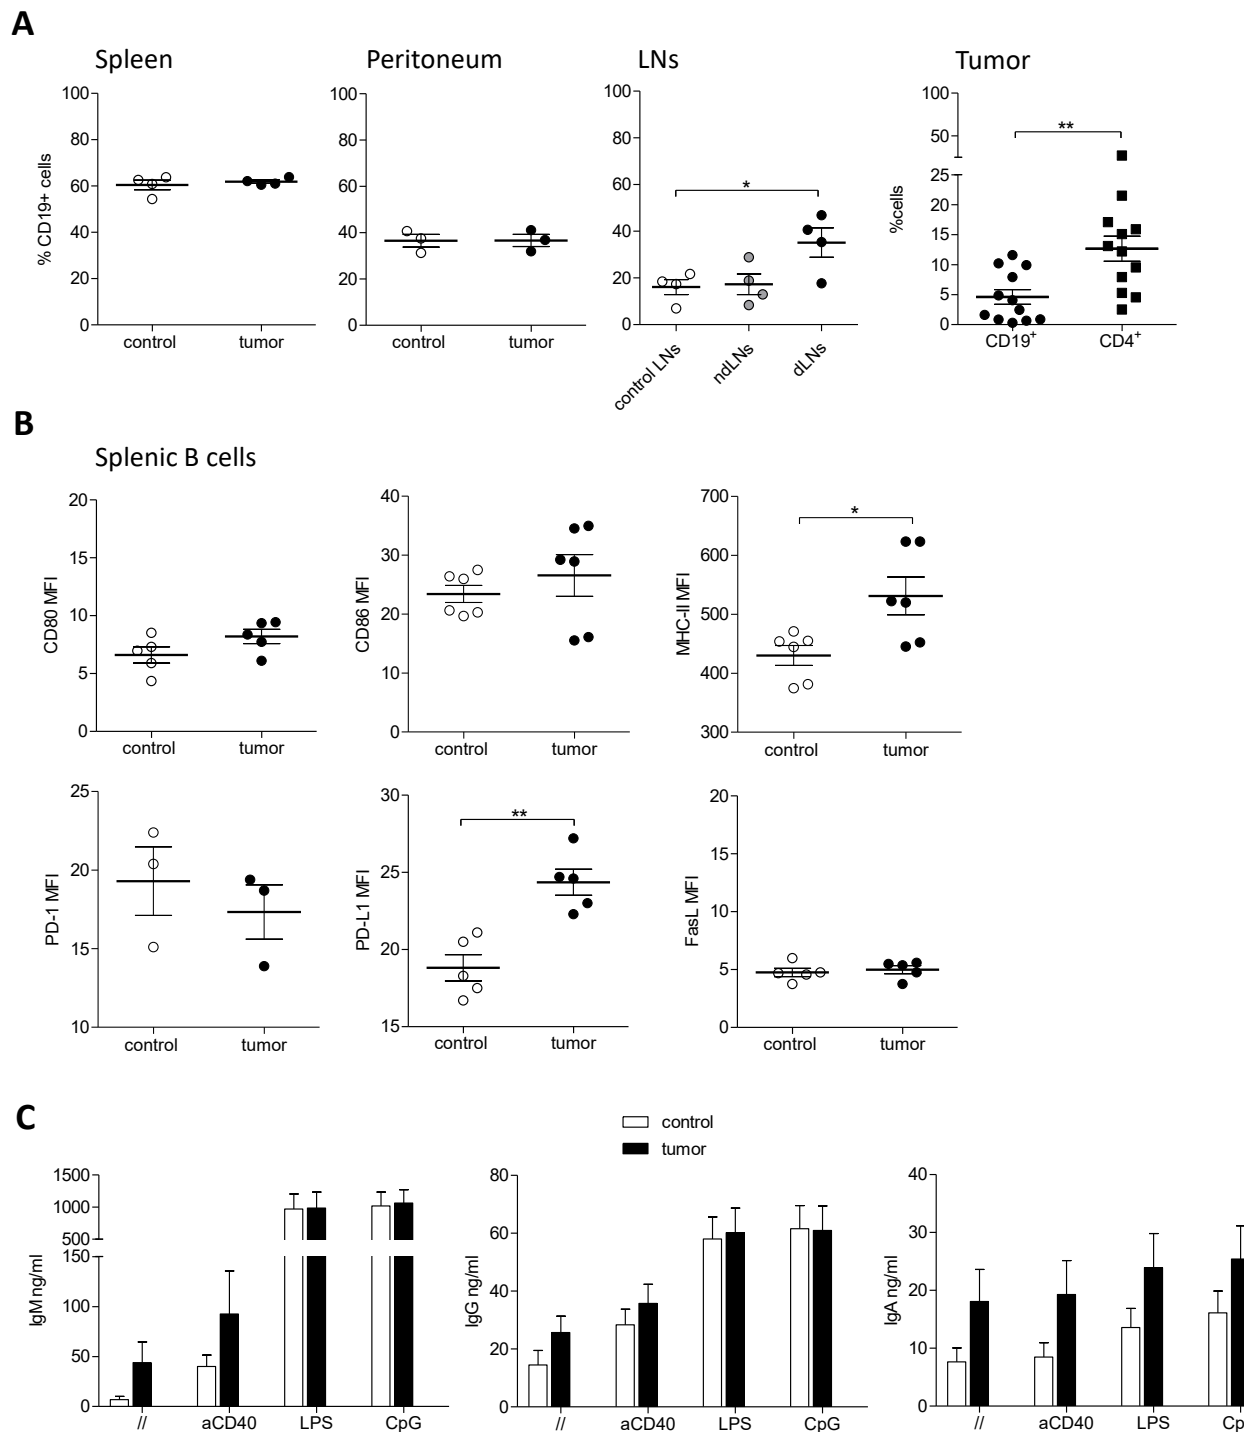 A
Spleen
Peritoneum
LNs
Tumor
% CD19+ cells
100
80
60
40
20
0
control
tumor
100
80
60
40
20
0
control
tumor
100
80
60
40
20
0
*
control LNs
ndLNs
dLNs
%cells
100
50
25
20
15
10
5
0
**
CD19+
CD4+
B
Splenic B cells
CD80 MFI
20
15
10
5
0
control
tumor
CD86 MFI
40
30
20
10
0
control
tumor
MHC-II MFI
700
600
500
400
300
*
control
tumor
PD-1 MFI
25
20
15
10
control
tumor
PD-L1 MFI
30
25
20
15
**
control
tumor
FasL MFI
20
15
10
5
0
control
tumor
C
control
tumor
IgM ng/ml
1500
1000
500
150
100
50
0
//
aCD40
LPS
CpG
IgG ng/ml
80
60
40
20
0
//
aCD40
LPS
CpG
IgA ng/ml
40
30
20
10
0
//
aCD40
LPS
Cp